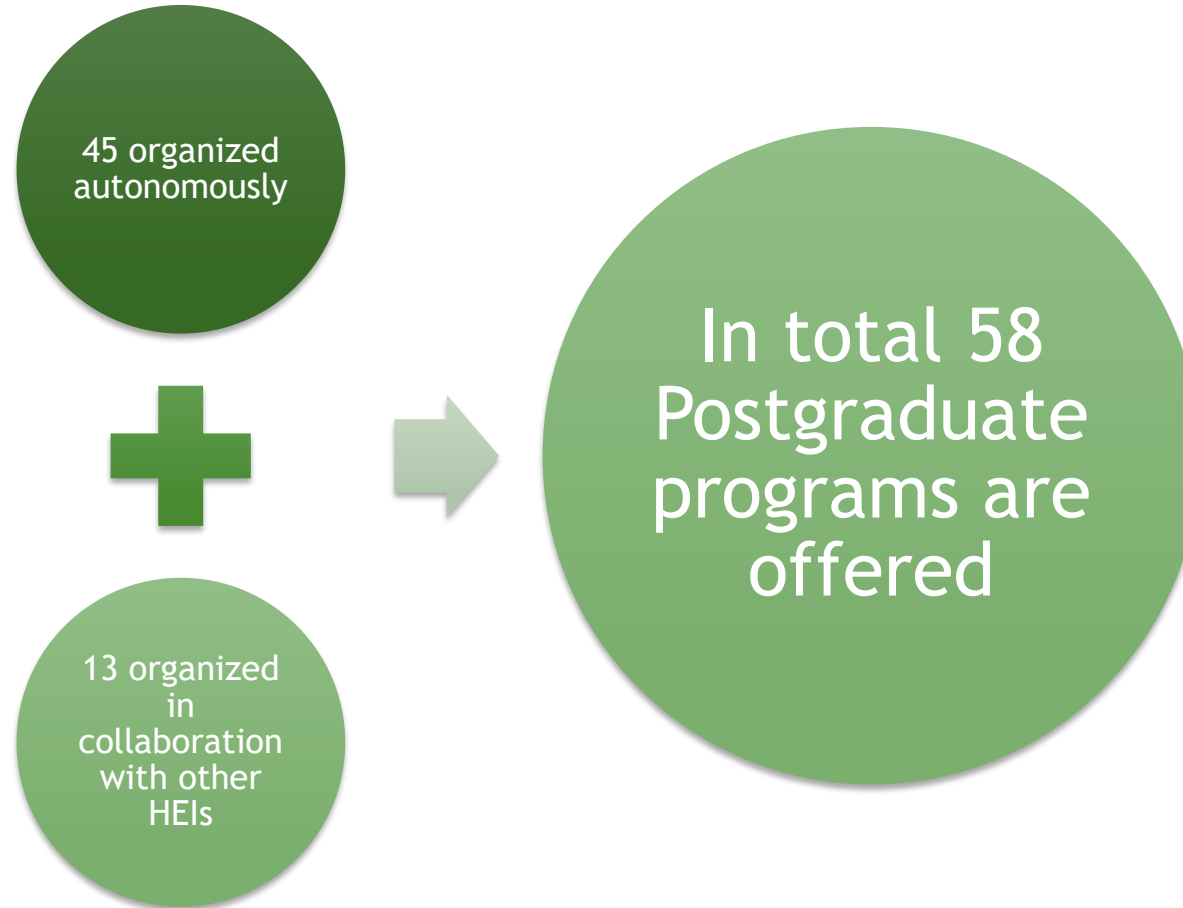 45 organized
autonomously
13 organized
in
collaboration
with other
HEIs
In total 58
Postgraduate
programs are
offered